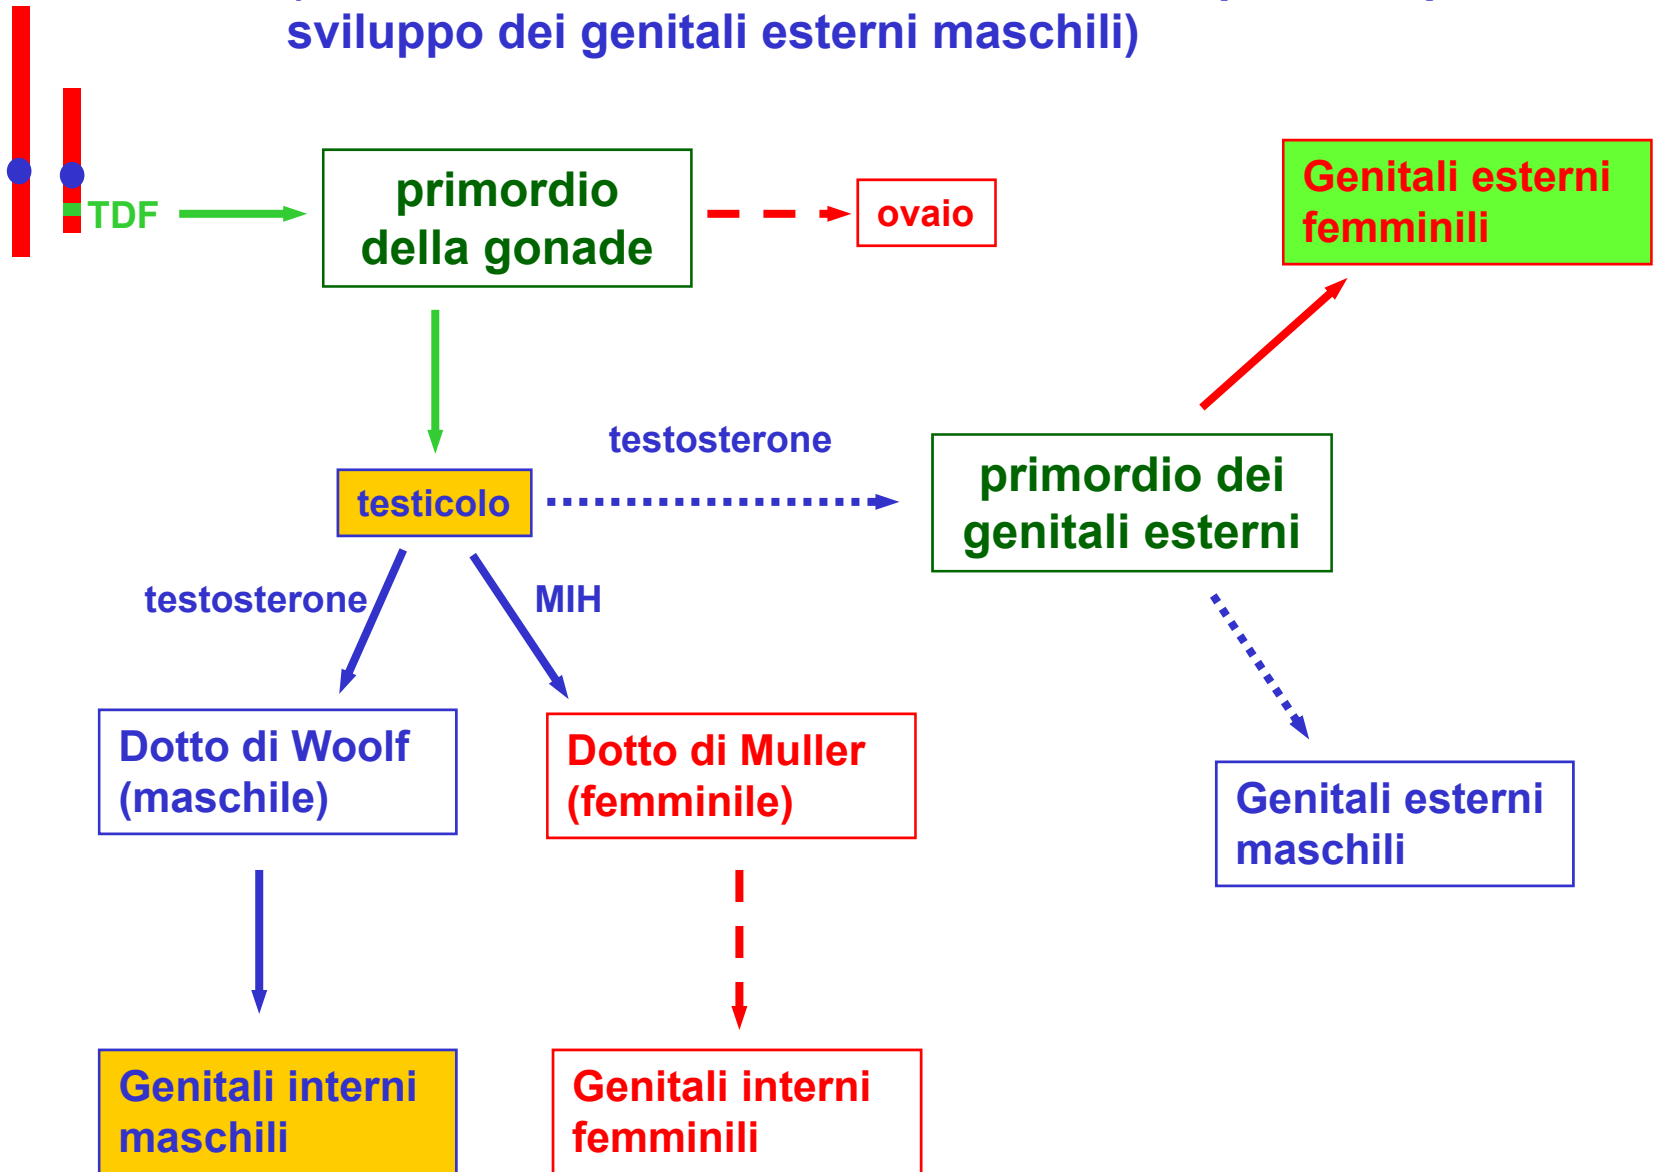 sviluppo dei genitali esterni maschili)
TDF
primordio
della gonade
ovaio
Genitali esterni
femminili
testosterone
testicolo
primordio dei
genitali esterni
testosterone
MIH
Dotto di Woolf
(maschile)
Dotto di Muller
(femminile)
Genitali esterni
maschili
Genitali interni
maschili
Genitali interni
femminili